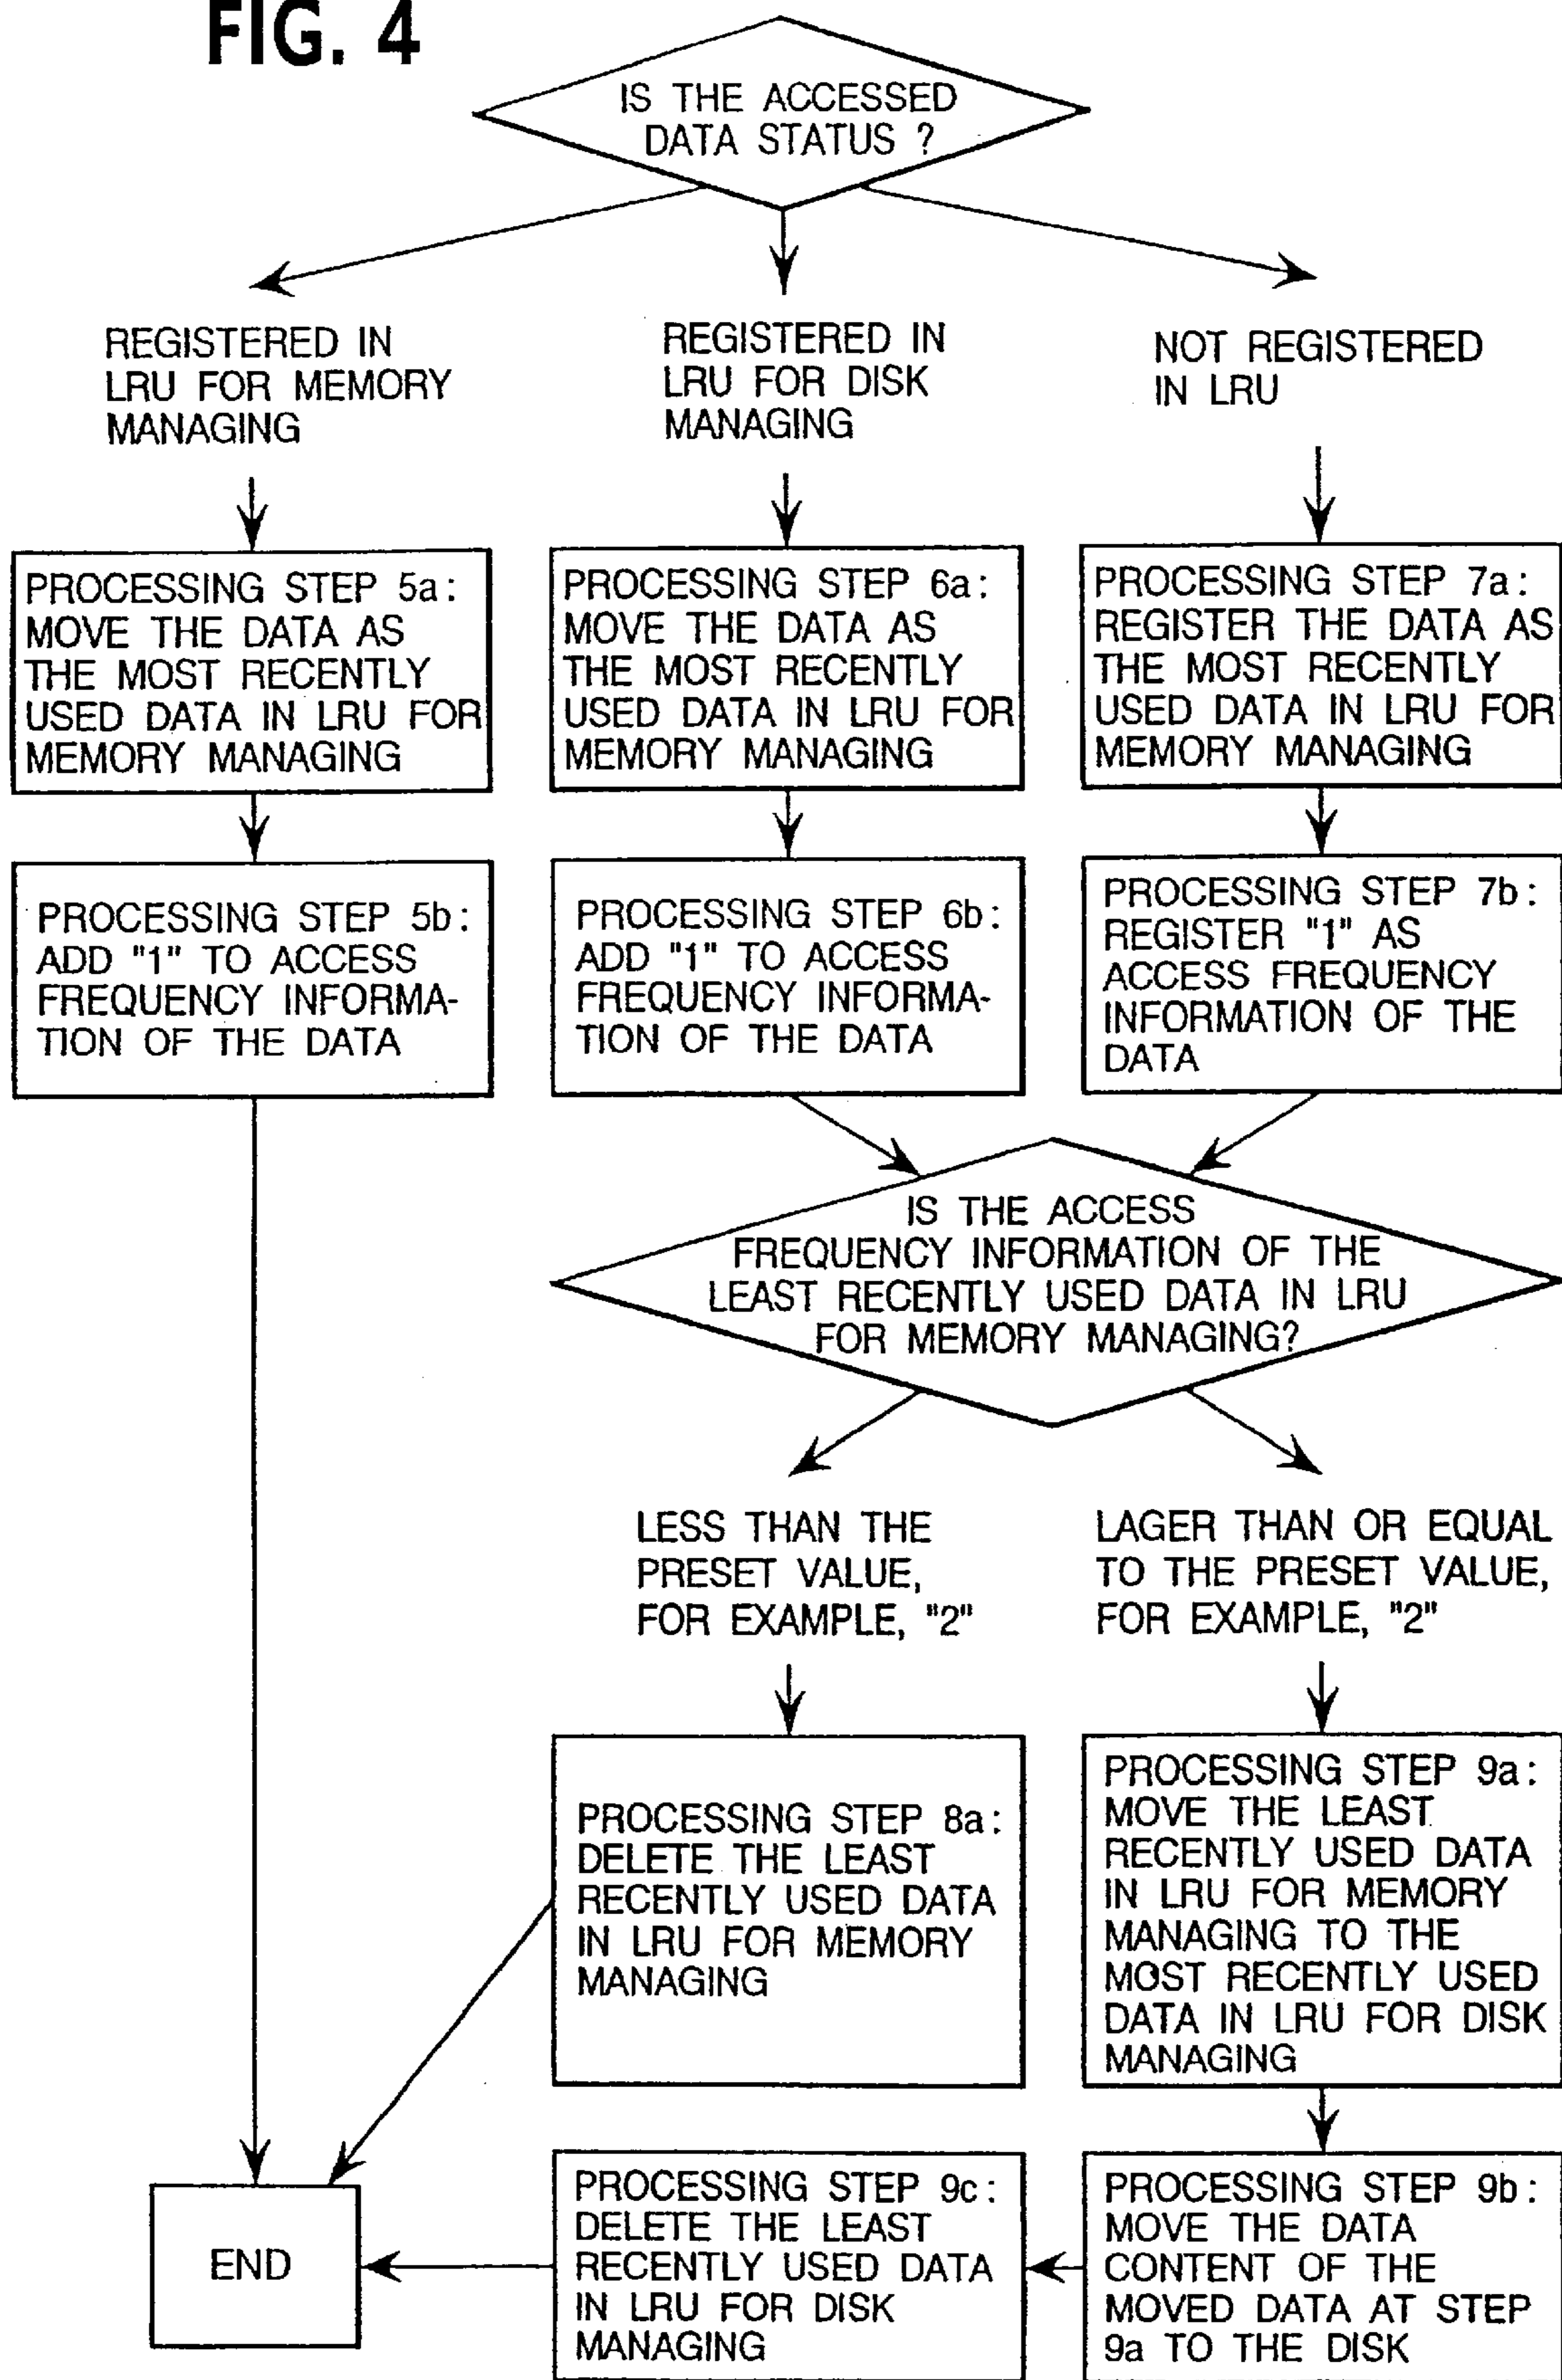 FIG. 4
IS THE ACCESSED
DATA STATUS ?
REGISTERED IN
LRU FOR MEMORY
MANAGING
REGISTERED IN
LRU FOR DISK
MANAGING
NOT REGISTERED
IN LRU
PROCESSING STEP 5a:
MOVE THE DATA AS
THE MOST RECENTLY
USED DATA IN LRU FOR
MEMORY MANAGING
PROCESSING STEP 6a:
MOVE THE DATA AS
THE MOST RECENTLY
USED DATA IN LRU FOR
MEMORY MANAGING
PROCESSING STEP 7a:
REGISTER THE DATA AS
THE MOST RECENTLY
USED DATA IN LRU FOR
MEMORY MANAGING
PROCESSING STEP 5b:
ADD "1" TO ACCESS
FREQUENCY INFORMA-
TION OF THE DATA
PROCESSING STEP 6b:
ADD "1" TO ACCESS
FREQUENCY INFORMA-
TION OF THE DATA
PROCESSING STEP 7b:
REGISTER "1" AS
ACCESS FREQUENCY
INFORMATION OF THE
DATA
IS THE ACCESS
FREQUENCY INFORMATION OF THE
LEAST RECENTLY USED DATA IN LRU
FOR MEMORY MANAGING?
LESS THAN THE
PRESET VALUE,
FOR EXAMPLE, "2"
LAGER THAN OR EQUAL
TO THE PRESET VALUE,
FOR EXAMPLE, "2"
PROCESSING STEP 8a:
DELETE THE LEAST
RECENTLY USED DATA
IN LRU FOR MEMORY
MANAGING
PROCESSING STEP 9a:
MOVE THE LEAST
RECENTLY USED DATA
IN LRU FOR MEMORY
MANAGING TO THE
MOST RECENTLY USED
DATA IN LRU FOR DISK
MANAGING
END
PROCESSING STEP 9c:
DELETE THE LEAST
RECENTLY USED DATA
IN LRU FOR DISK
MANAGING
PROCESSING STEP 9b:
MOVE THE DATA
CONTENT OF THE
MOVED DATA AT STEP
9a TO THE DISK